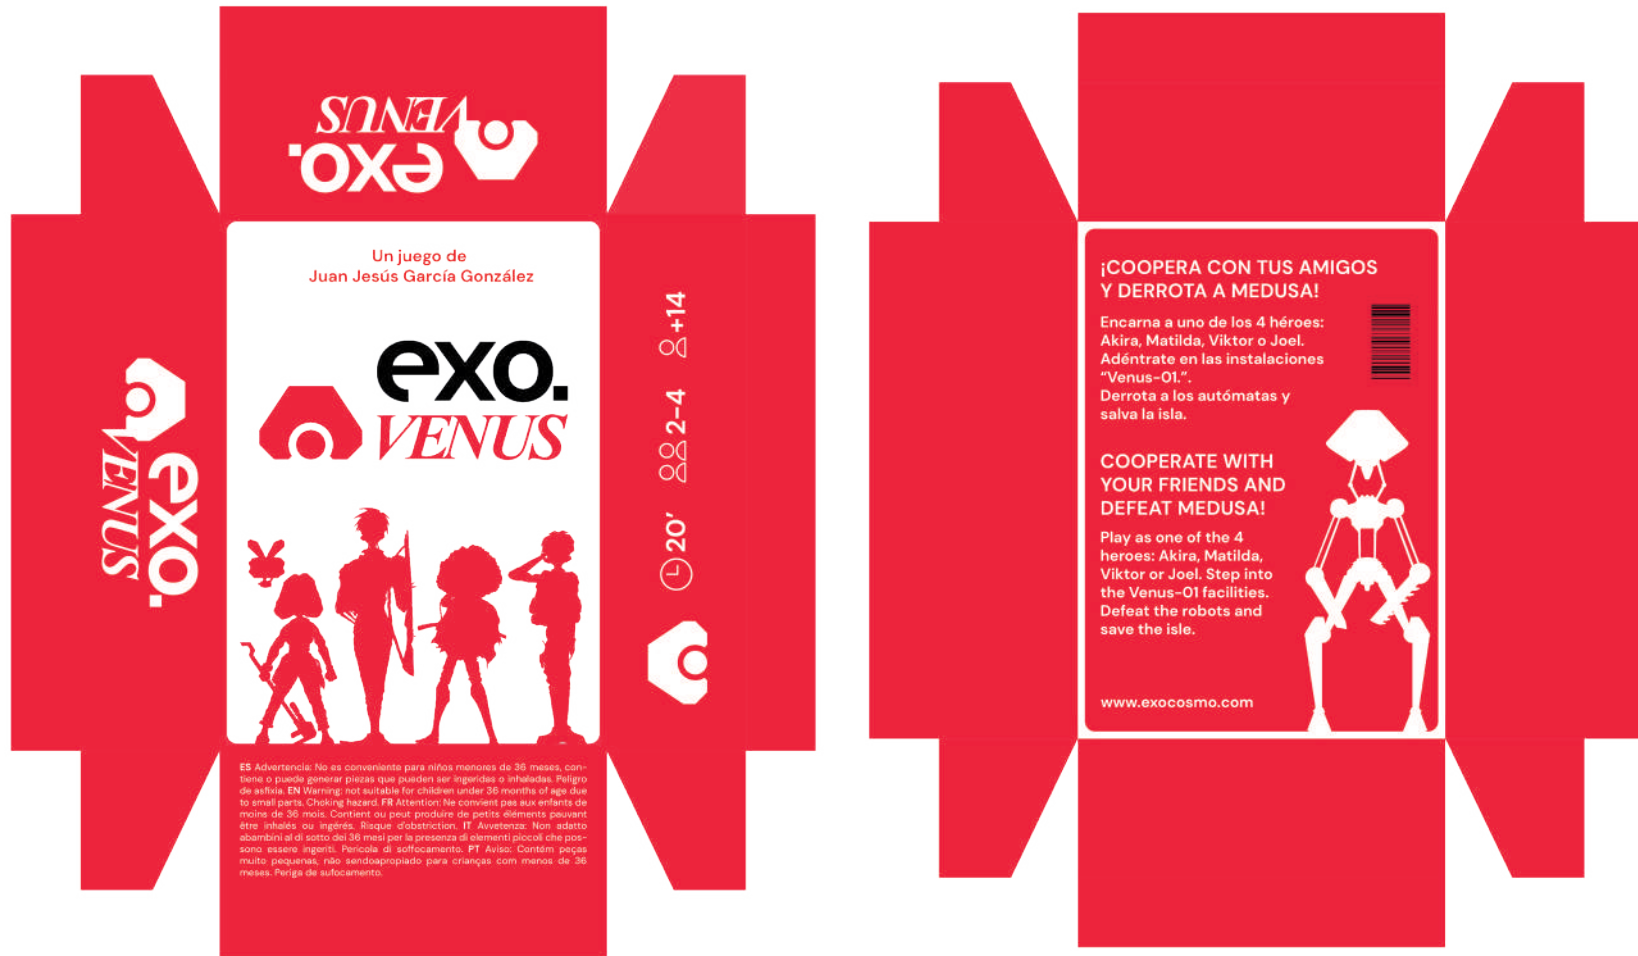 exo.
VENUS
Un juego de
Juan Jesús García González
exo.
VENUS
exo.
VENUS
20’ 2-4 +14
ES Advertencia: No es conveniente para niños menores de 36 meses, con-
tiene o puede generar piezas que pueden ser ingeridas o inhaladas. Peligro
de asfixia. EN Warning: not suitable for children under 36 months of age due
to small parts. Choking hazard. FR Attention: Ne convient pas aux enfants de
moins de 36 mois. Contient ou peut produire de petits éléments pouvant
être inhalés ou ingérés. Risque d'obstriction. IT Avvetenza: Non adatto
abambini al di sotto dei 36 mesi per la presenza di elementi piccoli che pos-
sono essere ingeriti. Pericola di soffocamento. PT Aviso: Contém peças
muito pequenas, não sendoapropiado para crianças com menos de 36
meses. Periga de sufocamento.
¡COOPERA CON TUS AMIGOS
Y DERROTA A MEDUSA!
Encarna a uno de los 4 héroes:
Akira, Matilda, Viktor o Joel.
Adéntrate en las instalaciones
“Venus-01.”.
Derrota a los autómatas y
salva la isla.
COOPERATE WITH
YOUR FRIENDS AND
DEFEAT MEDUSA!
Play as one of the 4
heroes: Akira, Matilda,
Viktor or Joel. Step into
the Venus-01 facilities.
Defeat the robots and
save the isle.
www.exocosmo.com